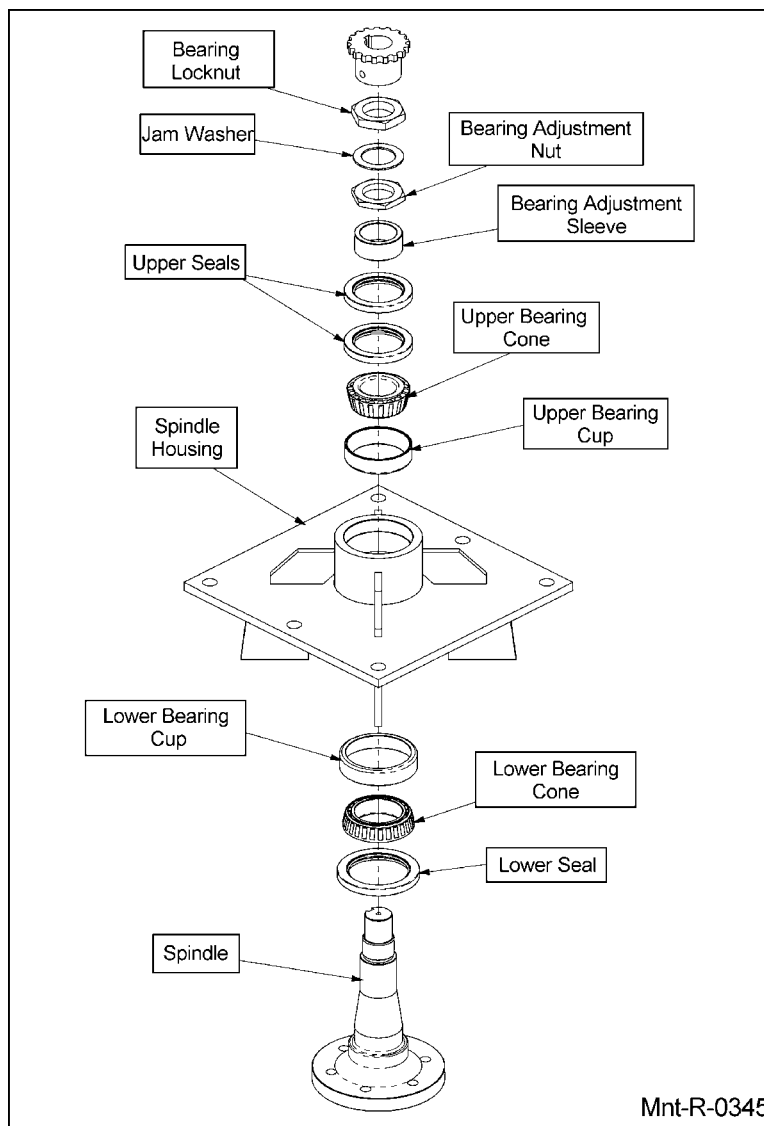 Bearing
Locknut
Jam Washer
Bearing Adjustment
Nut
Bearing Adjustment
Sleeve
Upper Seals
Upper Bearing
Cone
Upper Bearing
Cup
Spindle
Housing
Lower Bearing
Cup
Lower Bearing
Cone
Lower Seal
Spindle
Mnt-R-0345